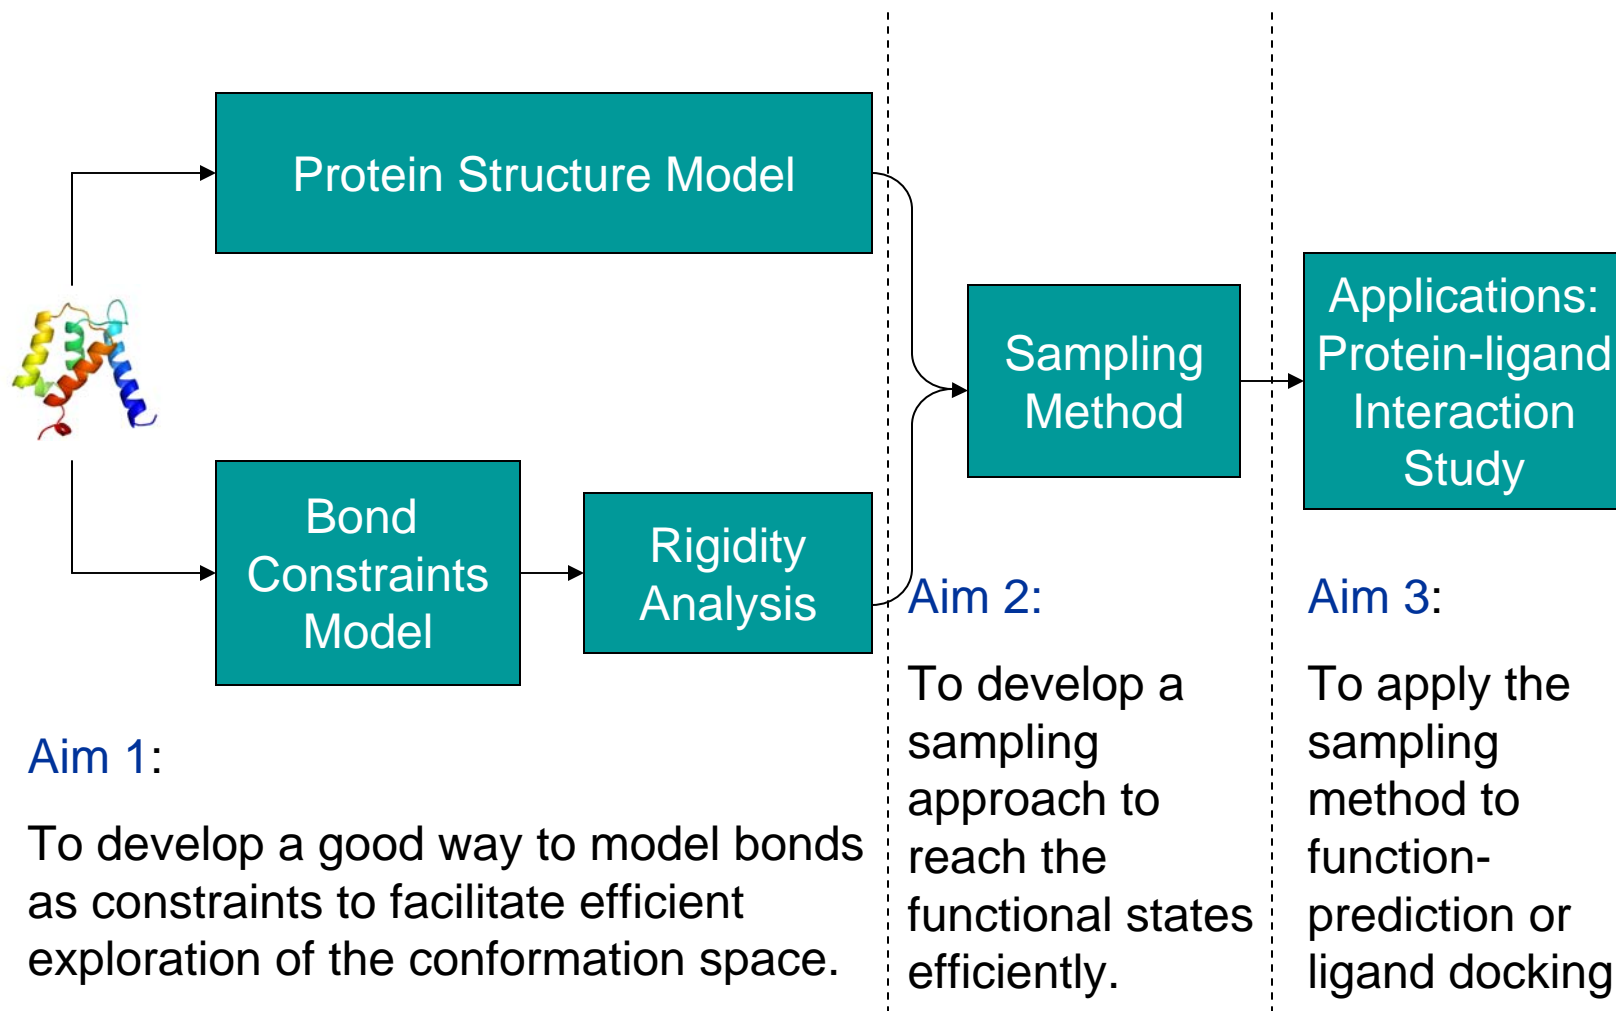 Protein Structure Model
Bond
Constraints
Model
Rigidity
Analysis
Sampling
Method
Applications:
Protein-ligand
Interaction
Study
Aim 1:
To develop a good way to model bonds
as constraints to facilitate efficient
exploration of the conformation space.
Aim 2:
To develop a
sampling
approach to
reach the
functional states
efficiently.
Aim 3:
To apply the
sampling
method to
function-
prediction or
ligand docking